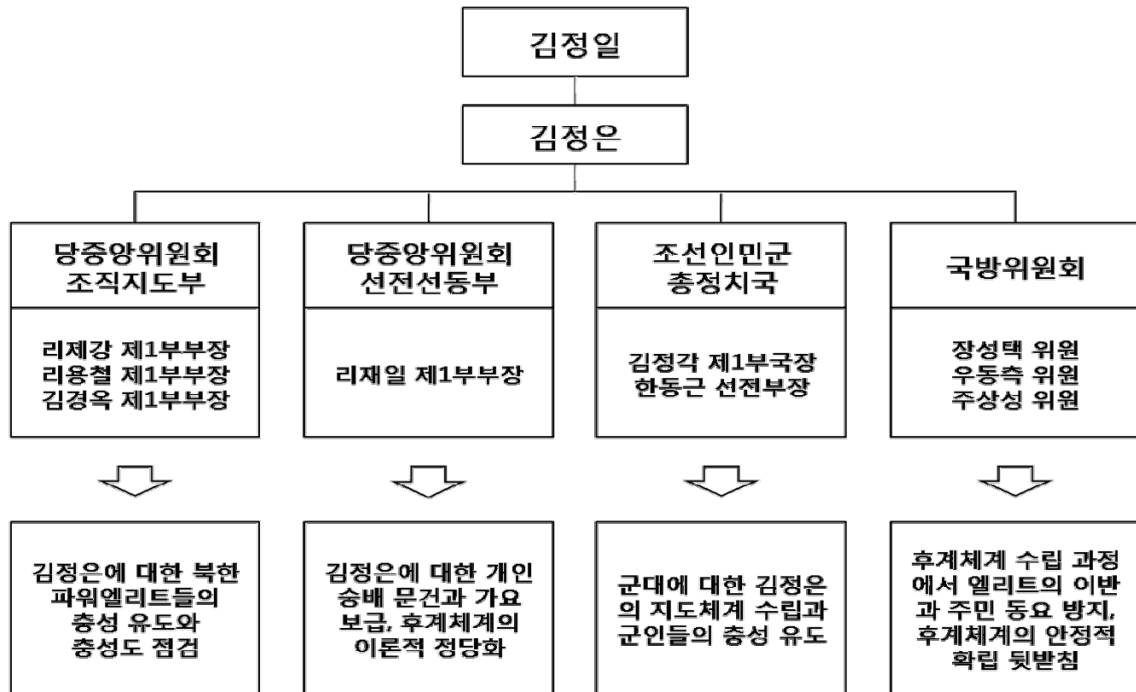 김정일
김정은
당중앙위원회
조직지도부
당중앙위원회
선전선동부
조선인민군
총정치국
국방위원회
리제강 제1부부장
리용철 제1부부장
김경옥 제1부부장
리재일 제1부부장
김정각 제1부국장
한동근 선전부장
장성택 위원
우동측 위원
주상성 위원
김정은에 대한 북한
파워엘리트들의
충성 유도와
충성도 점검
김정은에 대한 개인
숭배 문건과 가요
보급, 후계체계의
이론적 정당화
군대에 대한 김정은
의 지도체계 수립과
군인들의 충성 유도
후계체계 수립 과정
에서 엘리트의 이반
과 주민 동요 방지,
후계체계의 안정적
확립 뒷받침